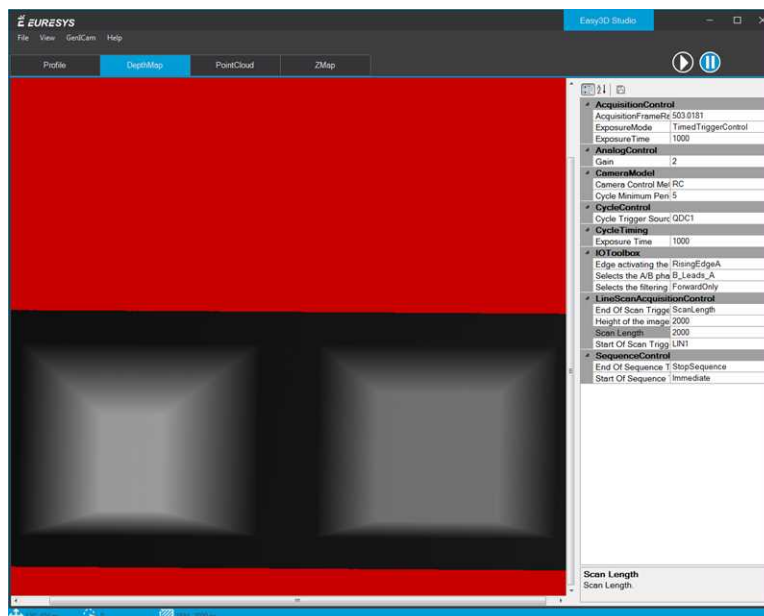 EURESYS
Easy3D Studio
File View GenICam Help
Profile DepthMap PointCloud ZMap
AcquisitionControl
AcquisitionFrameRa 503.0181
ExposureMode TimedTriggerControl
ExposureTime 1000
AnalogControl
Gain 2
CameraModel
Camera Control Met RC
Cycle Minimum Peri 5
CycleControl
Cycle Trigger Sourc QDC1
CycleTiming
Exposure Time 1000
IOToolbox
Edge activating the RisingEdgeA
Selects the A/B pha B_Leads_A
Selects the filtering ForwardOnly
LineScanAcquisitionControl
End Of Scan Trigge ScanLength
Height of the image 2000
Scan Length 2000
Start Of Scan Trigg LIN1
SequenceControl
End Of Sequence T StopSequence
Start Of Sequence Immediate
Scan Length
Scan Length.